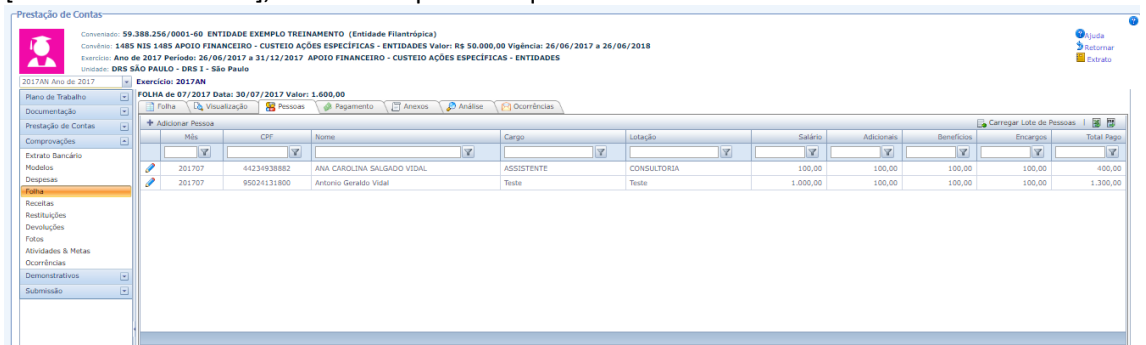 Prestação de Contas
Conveniado: 59.388.256/0001-60 ENTIDADE EXEMPLO TREINAMENTO (Entidade Filantrópica)
Convênio: 1485 NIS 1485 APOIO FINANCEIRO - CUSTEIO AÇÕES ESPECÍFICAS - ENTIDADES Valor: R$ 50.000,00 Vigência: 26/06/2017 a 26/06/2018
Exercício: Ano de 2017 Período: 26/06/2017 a 31/12/2017 APOIO FINANCEIRO - CUSTEIO AÇÕES ESPECÍFICAS - ENTIDADES
Unidade: DRS SÃO PAULO - DRS I - São Paulo
Ajuda
Retornar
Extrato
2017AN Ano de 2017
Exercício: 2017AN
FOLHA de 07/2017 Data: 30/07/2017 Valor: 1.600,00
Plano de Trabalho
Documentação
Prestação de Contas
Comprovações
Extrato Bancário
Modelos
Despesas
Folha
Receitas
Restituições
Devoluções
Fotos
Atividades & Metas
Ocorrências
Demonstrativos
Submissão
Folha Visualização Pessoas Pagamento Anexos Análise Ocorrências
Adicionar Pessoa Carregar Lote de Pessoas
Mês CPF Nome Cargo Lotação Salário Adicionais Benefícios Encargos Total Pago
201707 44234938882 ANA CAROLINA SALGADO VIDAL ASSISTENTE CONSULTORIA 100,00 100,00 100,00 100,00 400,00
201707 95024131800 Antonio Geraldo Vidal Teste Teste 1.000,00 100,00 100,00 100,00 1.300,00